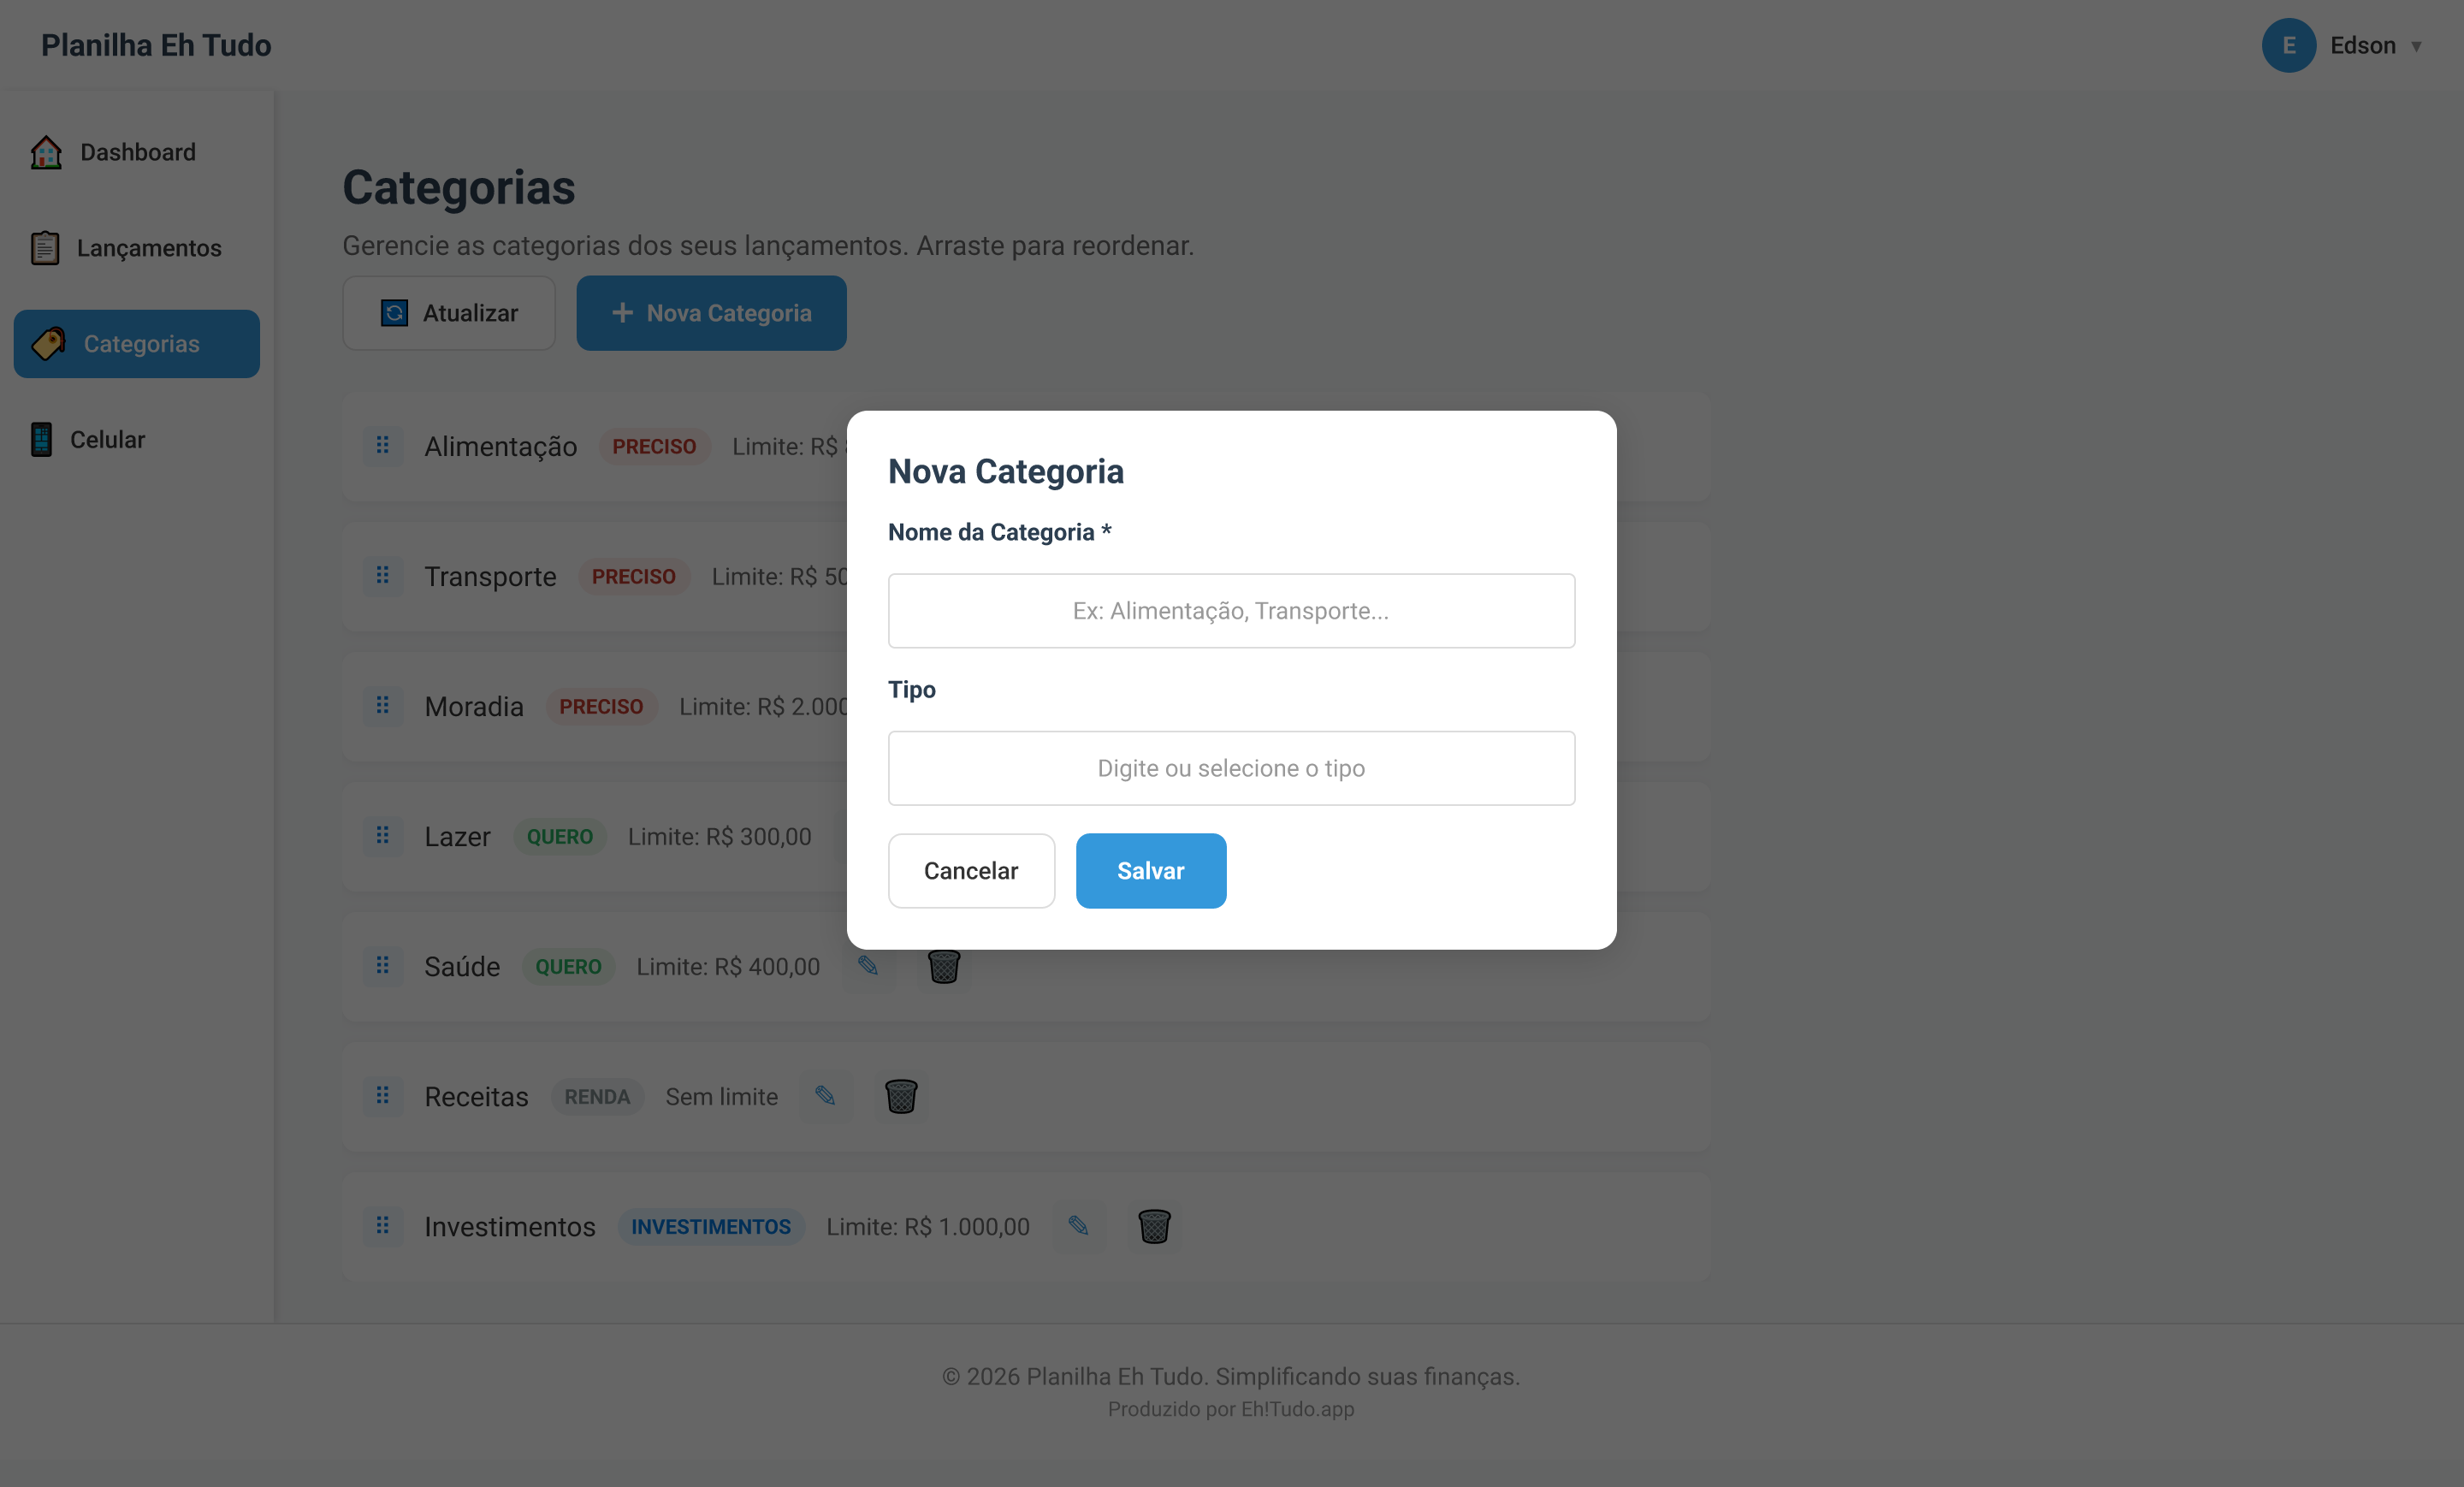 Planilha Eh Tudo
E Edson ▼
Dashboard
Lançamentos
Categorias
Celular
Categorias
Gerencie as categorias dos seus lançamentos. Arraste para reordenar.
Atualizar
+ Nova Categoria
Alimentação PRECISO Limite: R$
Transporte PRECISO Limite: R$ 50
Moradia PRECISO Limite: R$ 2.000
Lazer QUERO Limite: R$ 300,00
Saúde QUERO Limite: R$ 400,00
Receitas RENDA Sem limite
Investimentos INVESTIMENTOS Limite: R$ 1.000,00
Nova Categoria
Nome da Categoria *
Ex: Alimentação, Transporte...
Tipo
Digite ou selecione o tipo
Cancelar Salvar
© 2026 Planilha Eh Tudo. Simplificando suas finanças.
Produzido por Eh!Tudo.app